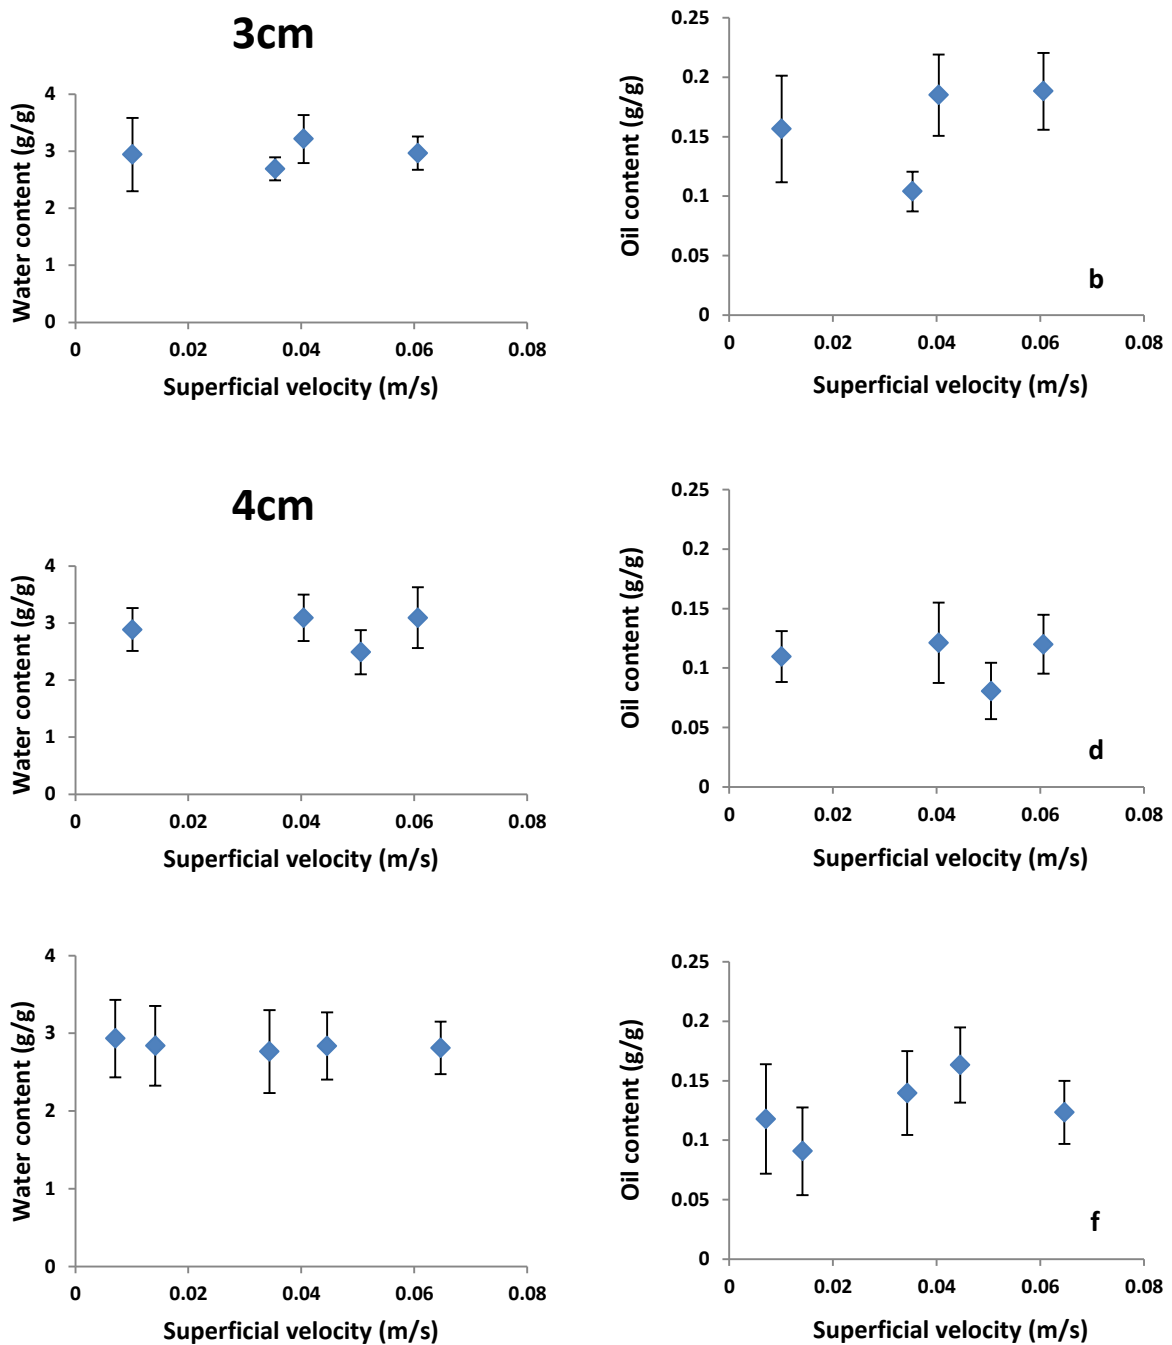 3cm
Water content (g/g)
4
3
2
1
0
0 0.02 0.04 0.06 0.08
Superficial velocity (m/s)
Oil content (g/g)
0.25
0.2
0.15
0.1
0.05
0
b
0 0.02 0.04 0.06 0.08
Superficial velocity (m/s)
4cm
Water content (g/g)
4
3
2
1
0
0 0.02 0.04 0.06 0.08
Superficial velocity (m/s)
Oil content (g/g)
0.25
0.2
0.15
0.1
0.05
0
d
0 0.02 0.04 0.06 0.08
Superficial velocity (m/s)
Water content (g/g)
4
3
2
1
0
0 0.02 0.04 0.06 0.08
Superficial velocity (m/s)
Oil content (g/g)
0.25
0.2
0.15
0.1
0.05
0
f
0 0.02 0.04 0.06 0.08
Superficial velocity (m/s)